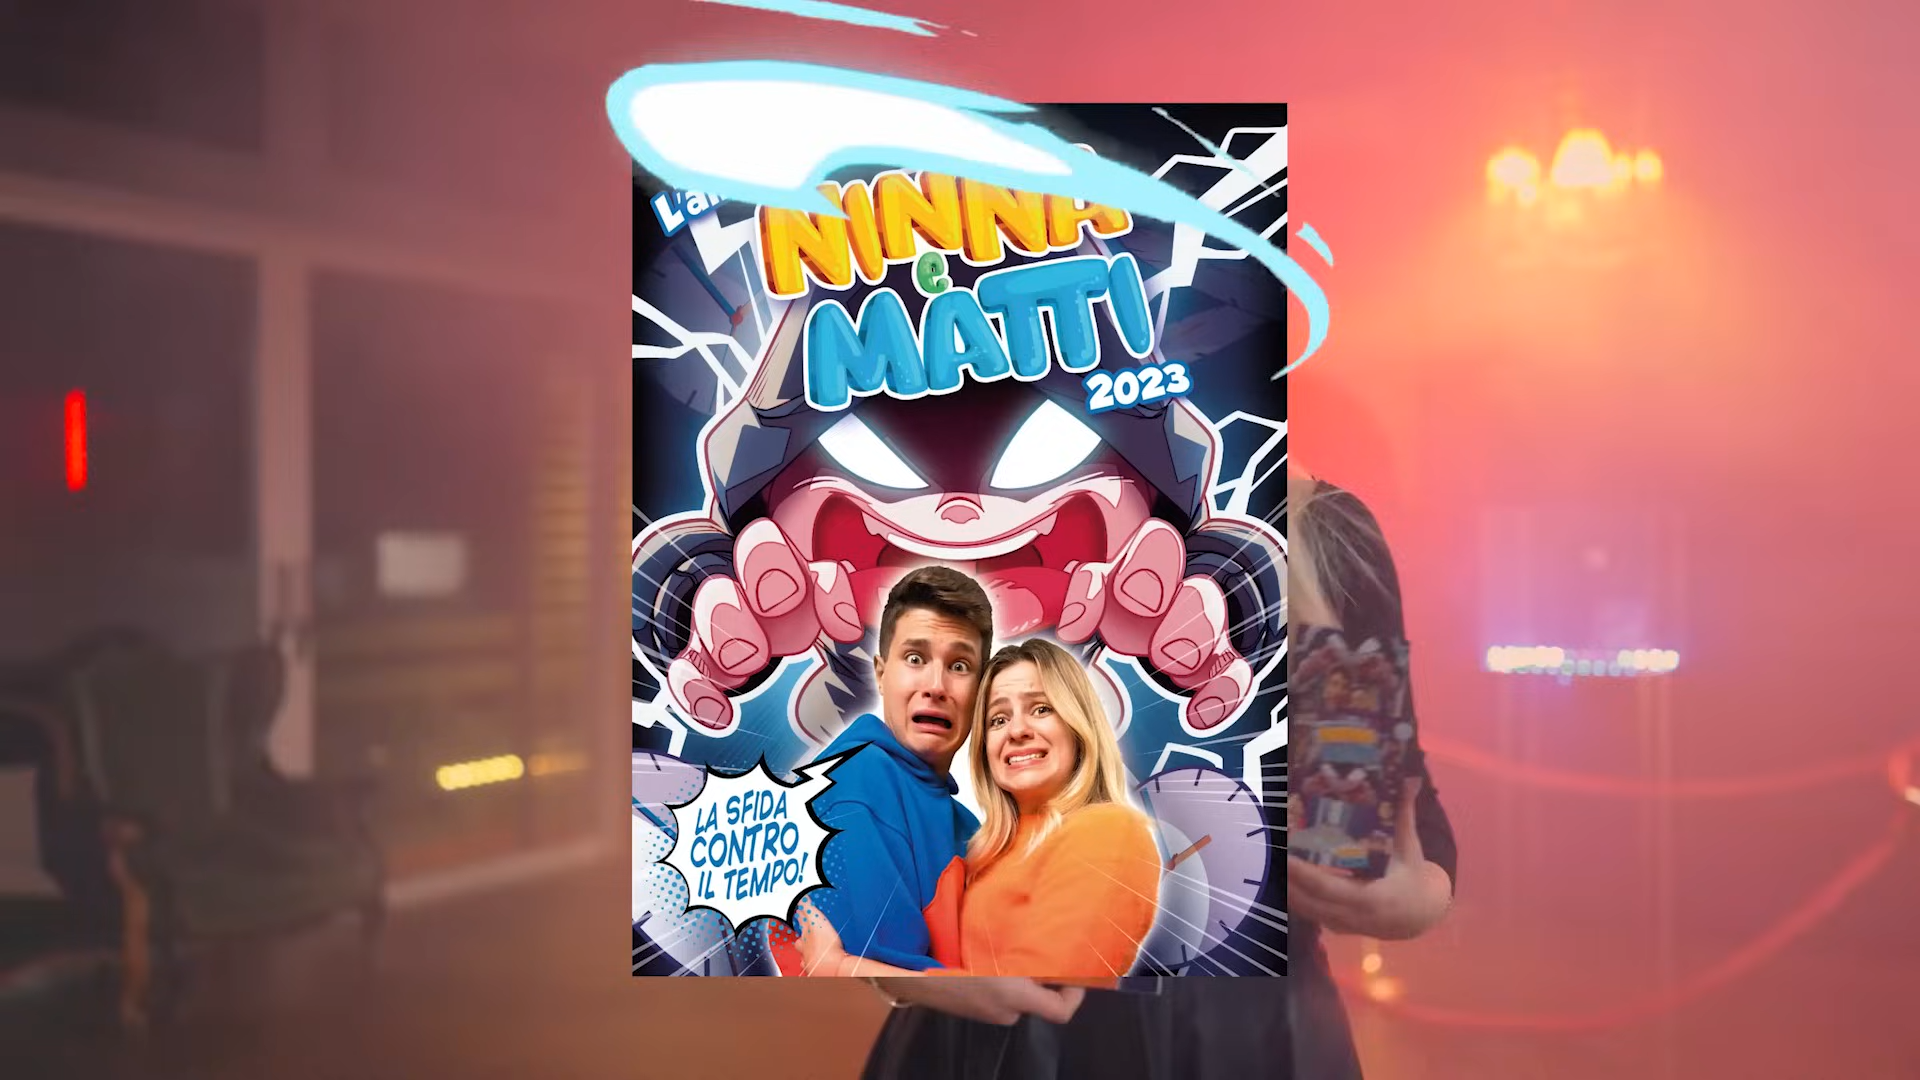 NINNA
e
MATTI
2023
LA SFIDA
CONTRO
IL TEMPO!